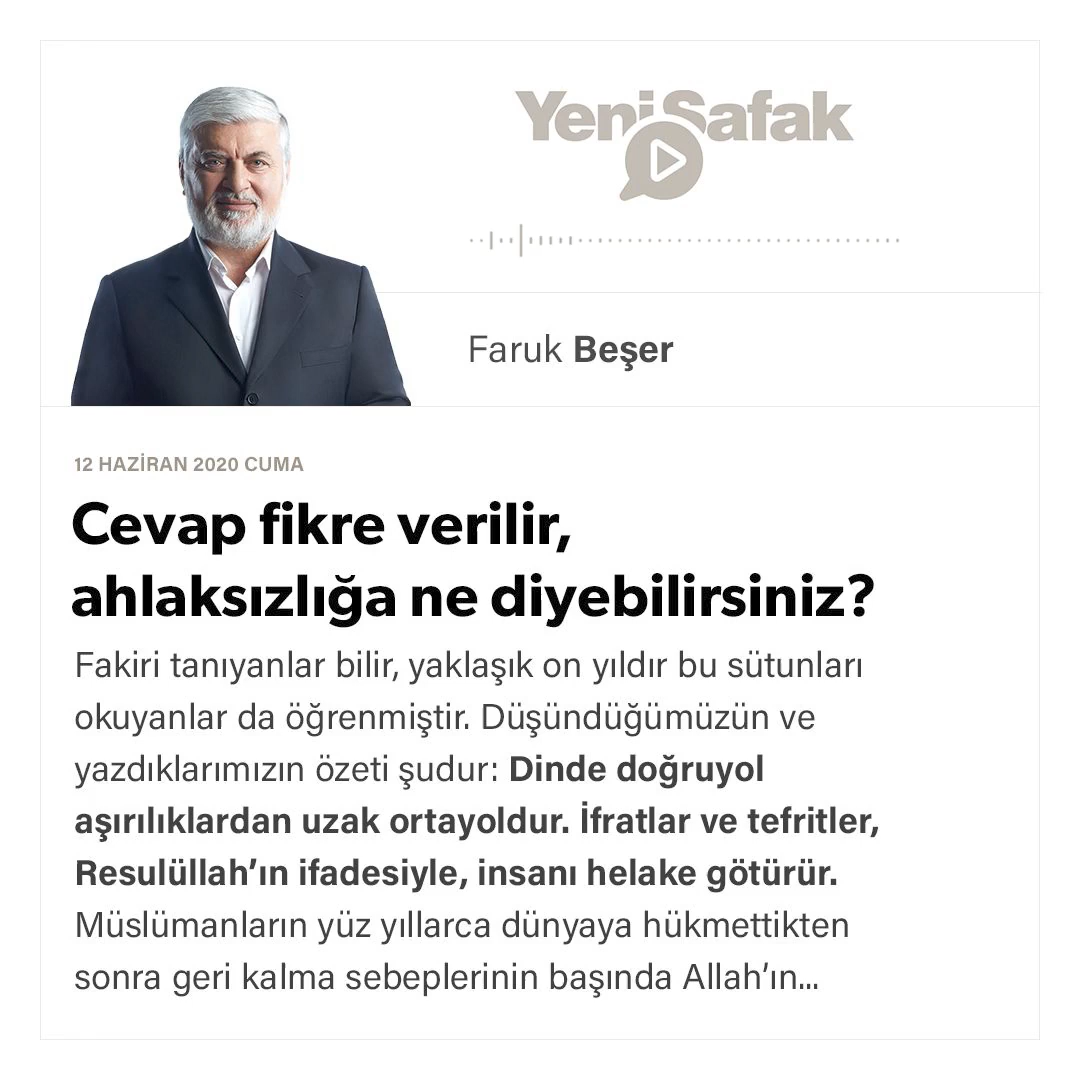 YeniŞafak
Faruk Beşer
12 HAZİRAN 2020 CUMA
Cevap fikre verilir,
ahlaksızlığa ne diyebilirsiniz?
Fakiri tanıyanlar bilir, yaklaşık on yıldır bu sütunları
okuyanlar da öğrenmiştir. Düşündüğümüzün ve
yazdıklarımızın özeti şudur: Dinde doğruyol
aşırılıklardan uzak ortayoldur. İfratlar ve tefritler,
Resulüllah’ın ifadesiyle, insanı helake götürür.
Müslümanların yüz yıllarca dünyaya hükmettikten
sonra geri kalma sebeplerinin başında Allah’ın...